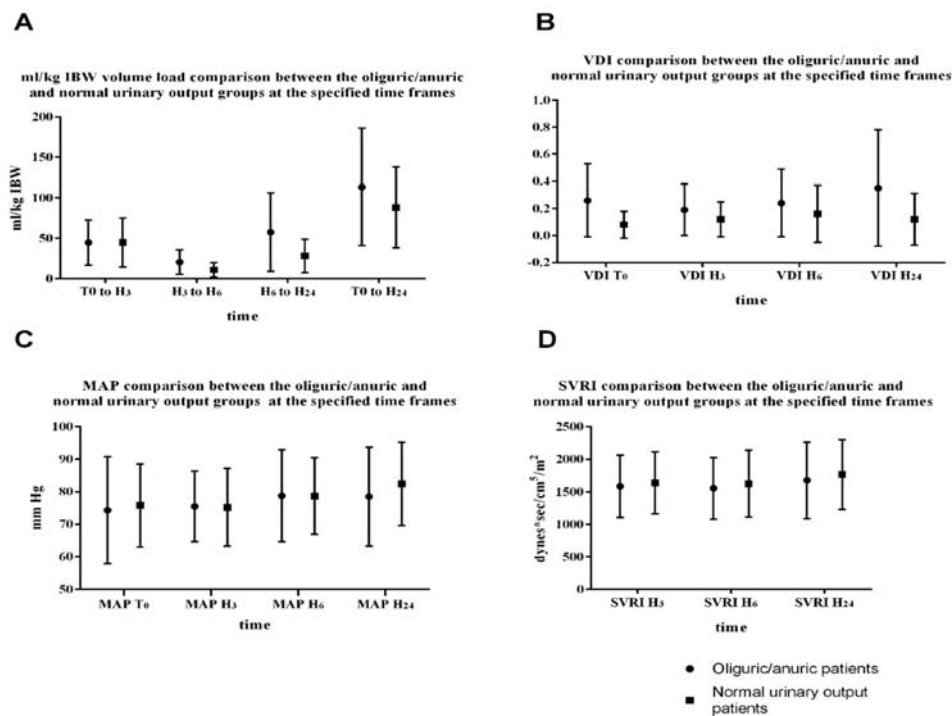 A
ml/kg IBW volume load comparison between the oliguric/anuric
and normal urinary output groups at the specified time frames
200
150
100
50
0
ml/kg IBW
T0 to H3
H3 to H6
H6 to H24
T0 to H24
time
B
VDI comparison between the oliguric/anuric and
normal urinary output groups at the specified time frames
1.0
0.8
0.6
0.4
0.2
0.0
-0.2
VDI T0
VDI H3
VDI H6
VDI H24
time
C
MAP comparison between the oliguric/anuric and
normal urinary output groups at the specified time frames
100
90
80
70
60
50
mm Hg
MAP T0
MAP H3
MAP H6
MAP H24
time
D
SVRI comparison between the oliguric/anuric and
normal urinary output groups at the specified time frames
2500
2000
1500
1000
500
0
dynes*sec/cm⁵/m²
SVRI H3
SVRI H6
SVRI H24
time
Oliguric/anuric patients
Normal urinary output
patients